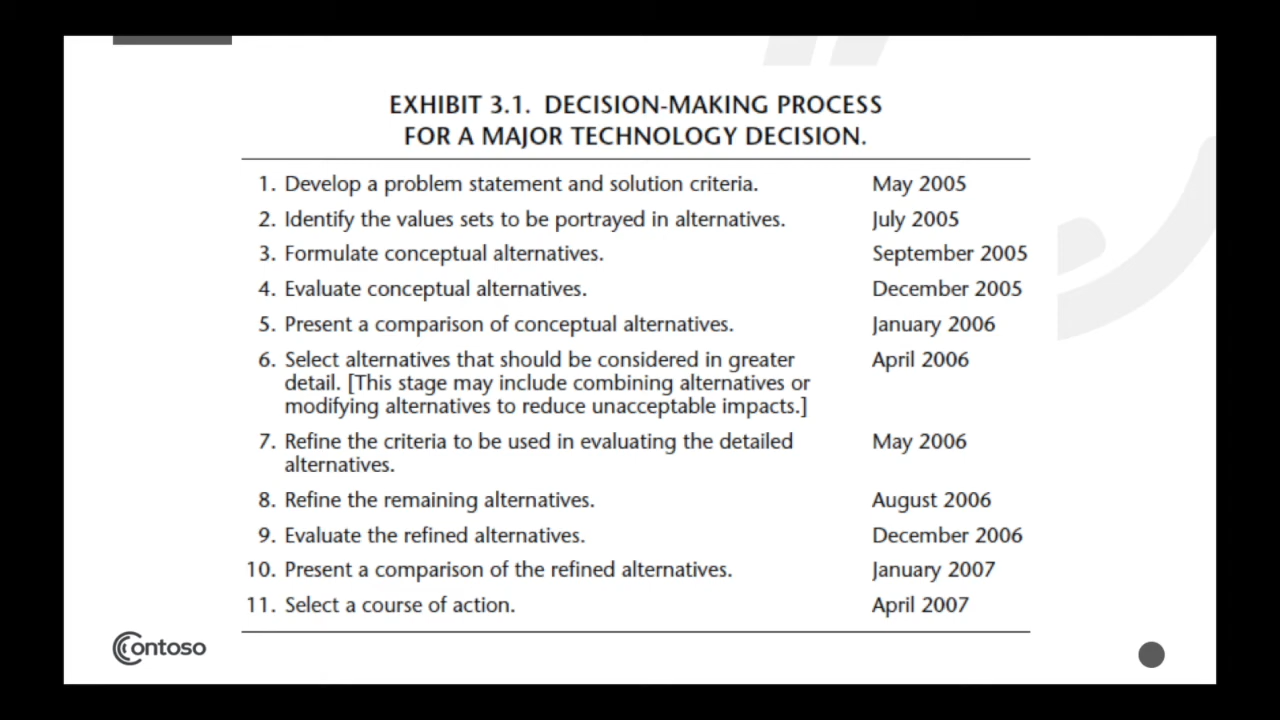 EXHIBIT 3.1. DECISION-MAKING PROCESS
FOR A MAJOR TECHNOLOGY DECISION.
1. Develop a problem statement and solution criteria. May 2005
2. Identify the values sets to be portrayed in alternatives. July 2005
3. Formulate conceptual alternatives. September 2005
4. Evaluate conceptual alternatives. December 2005
5. Present a comparison of conceptual alternatives. January 2006
6. Select alternatives that should be considered in greater April 2006
detail. [This stage may include combining alternatives or
modifying alternatives to reduce unacceptable impacts.]
7. Refine the criteria to be used in evaluating the detailed May 2006
alternatives.
8. Refine the remaining alternatives. August 2006
9. Evaluate the refined alternatives. December 2006
10. Present a comparison of the refined alternatives. January 2007
11. Select a course of action. April 2007
Contoso